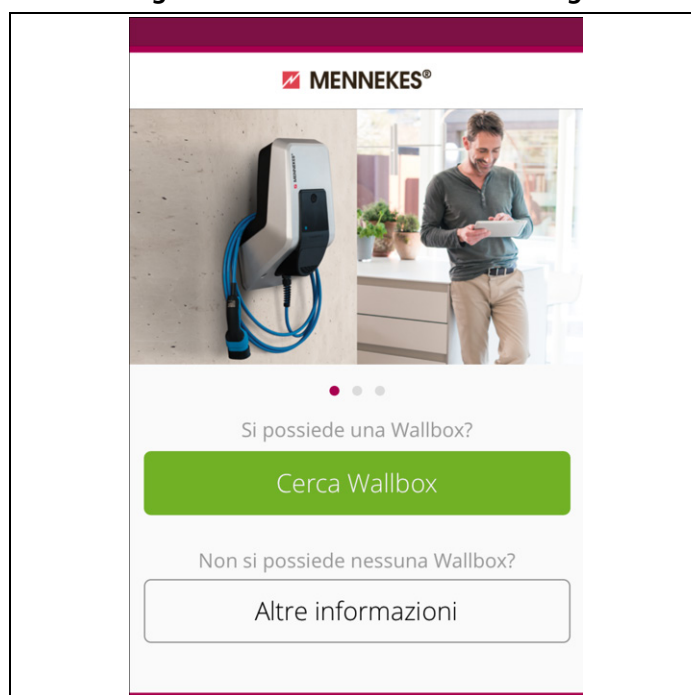 MENNEKES®
Si possiede una Wallbox?
Cerca Wallbox
Non si possiede nessuna Wallbox?
Altre informazioni